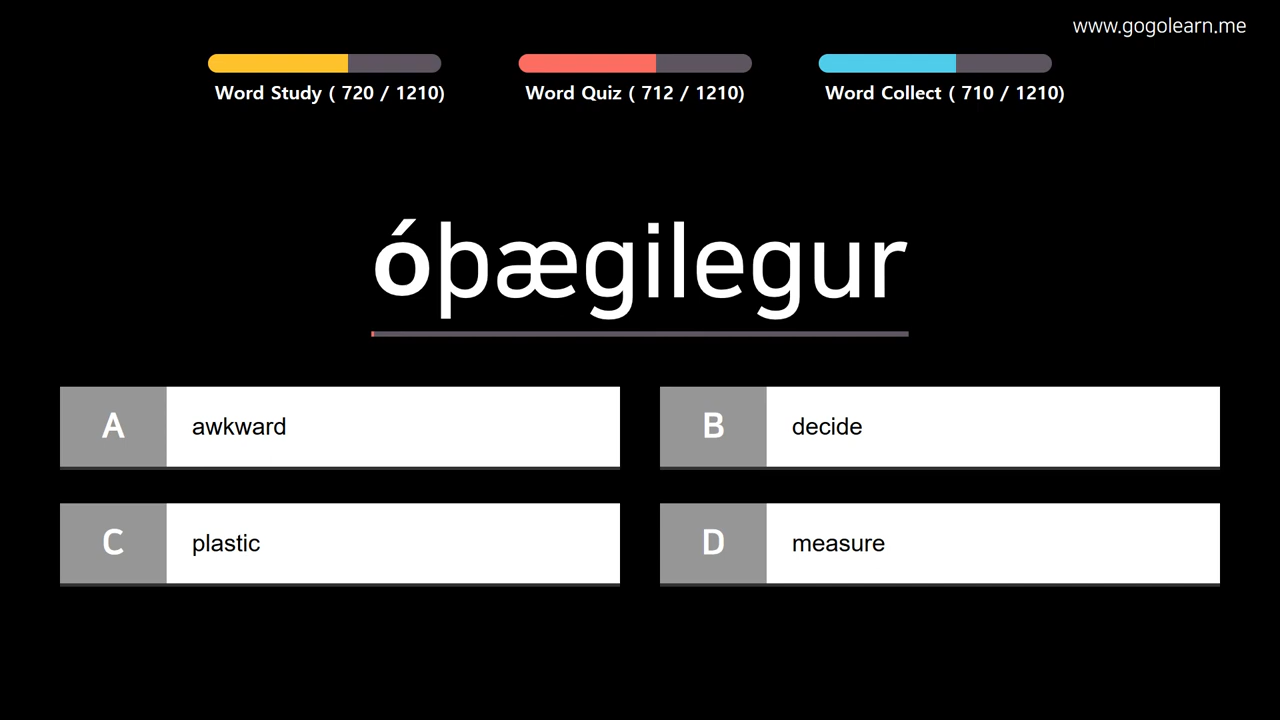 www.gogolearn.me
Word Study ( 720 / 1210)
Word Quiz ( 712 / 1210)
Word Collect ( 710 / 1210)
óþægilegur
A awkward
B decide
C plastic
D measure